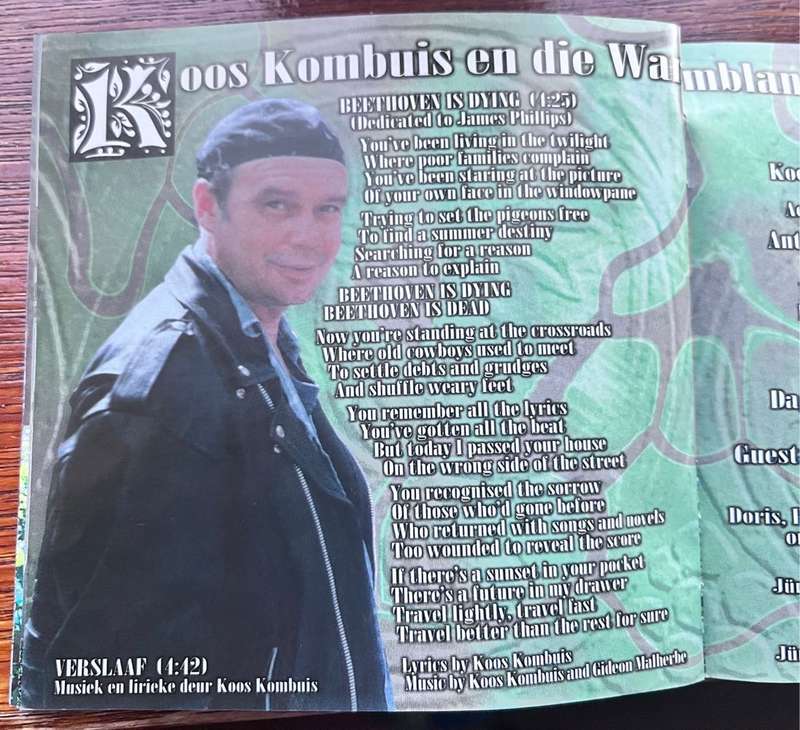 Koos Kombuis en die Warmblan
BEETHOVEN IS DYING (4:25)
(Dedicated to James Phillips)
You've been living in the twilight
Where poor families complain
You've been staring at the picture
Of your own face in the windowpane
Trying to set the pigeons free
To find a summer destiny
Searching for a reason
A reason to explain
BEETHOVEN IS DYING
BEETHOVEN IS DEAD
Now you're standing at the crossroads
Where old cowboys used to meet
To settle debts and grudges
And shuffle weary feet
You remember all the lyrics
You've gotten all the beat
But today I passed your house
On the wrong side of the street
You recognised the sorrow
Of those who'd gone before
Who returned with songs and novels
Too wounded to reveal the score
If there's a sunset in your pocket
There's a future in my drawer
Travel lightly, travel fast
Travel better than the rest for sure
Lyrics by Koos Kombuis
Music by Koos Kombuis and Gideon Malherbe
VERSLAAF (4:42)
Musiek en lirieke deur Koos Kombuis
Koo
Ant
Da
Guest
Doris,
Jür
Jür